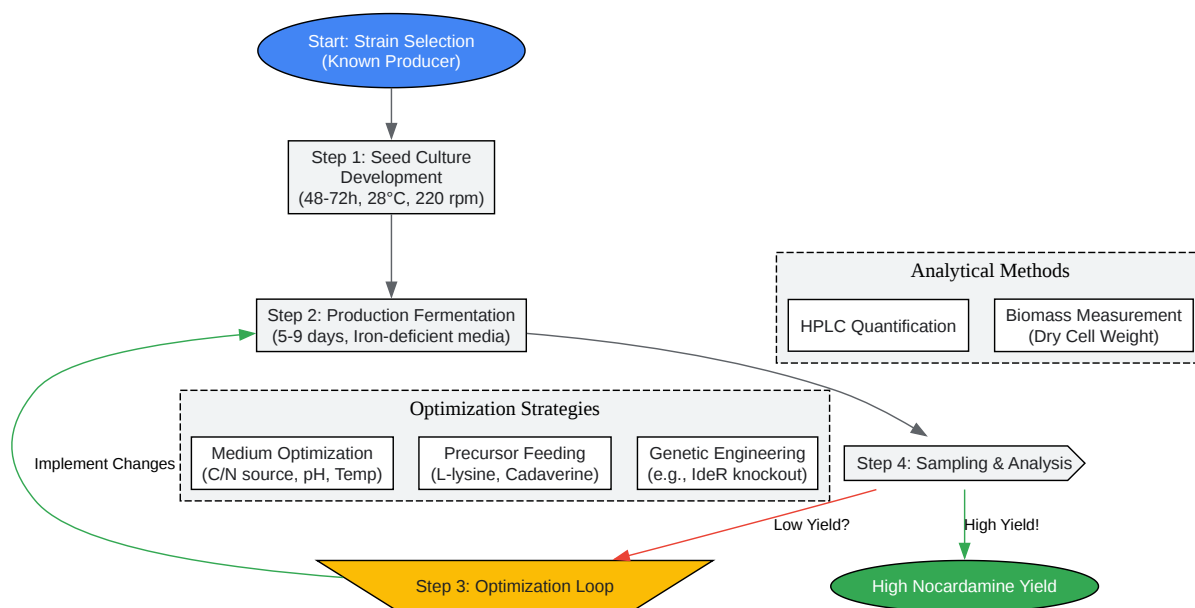 Start: Strain Selection
(Known Producer)
Step 1: Seed Culture
Development
(48-72h, 28°C, 220 rpm)
Step 2: Production Fermentation
(5-9 days, Iron-deficient media)
Analytical Methods
HPLC Quantification
Biomass Measurement
(Dry Cell Weight)
Optimization Strategies
Medium Optimization
(C/N source, pH, Temp)
Precursor Feeding
(L-lysine, Cadaverine)
Genetic Engineering
(e.g., IdeR knockout)
Implement Changes
Step 4: Sampling & Analysis
Low Yield?
High Yield!
Step 3: Optimization Loop
High Nocardamine Yield